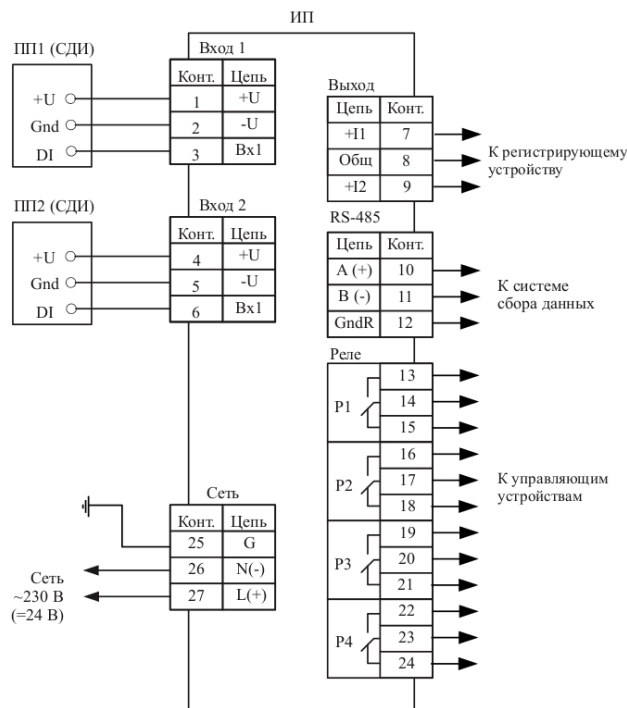 ИП
ПП1 (СДИ)
+U
Gnd
DI
Вход 1
Конт. Цепь
1 +U
2 -U
3 Вх1
ПП2 (СДИ)
+U
Gnd
DI
Вход 2
Конт. Цепь
4 +U
5 -U
6 Вх1
Сеть
Конт. Цепь
25 G
26 N(-)
27 L(+)
Сеть
~230 В
(=24 В)
Выход
Цепь Конт.
+I1 7
Общ 8
+I2 9
К регистрирующему
устройству
RS-485
Цепь Конт.
A (+) 10
B (-) 11
GndR 12
К системе
сбора данных
Реле
P1
13
14
15
P2
16
17
18
P3
19
20
21
P4
22
23
24
К управляющим
устройствам